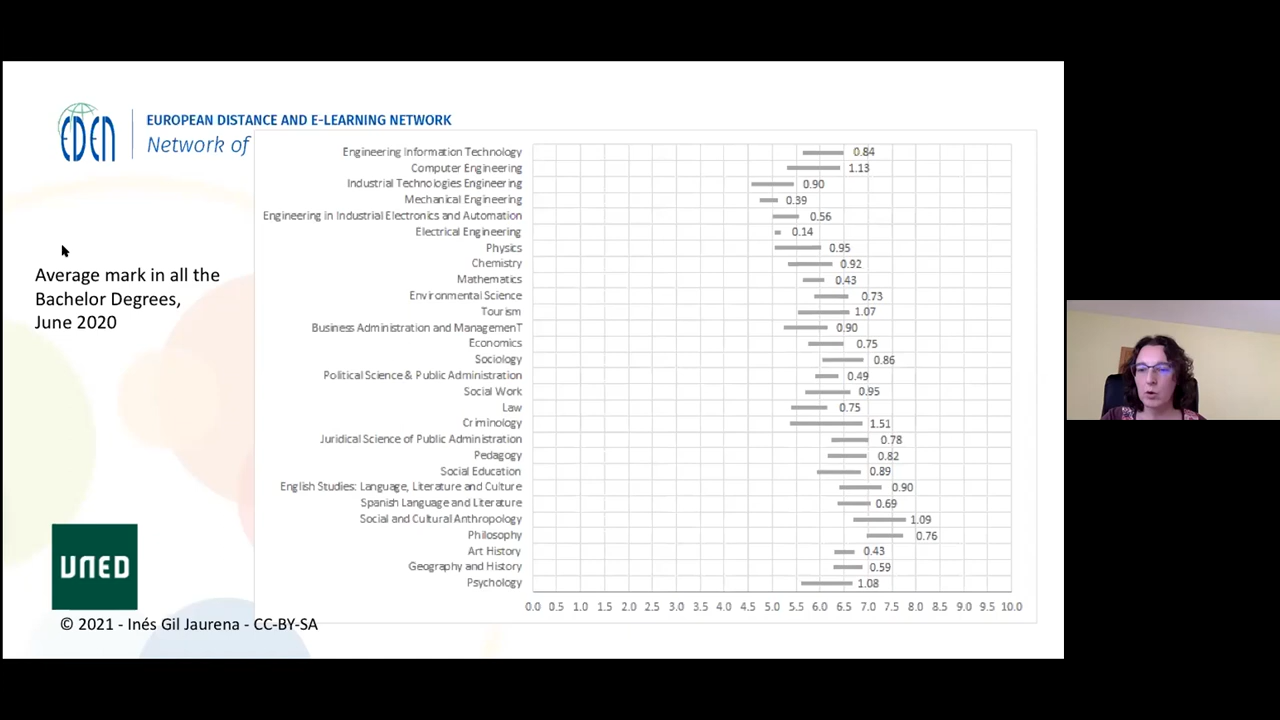 EDEN
EUROPEAN DISTANCE AND E-LEARNING NETWORK
Network of
Average mark in all the
Bachelor Degrees,
June 2020
Engineering Information Technology 0.84
Computer Engineering 1.13
Industrial Technologies Engineering 0.90
Mechanical Engineering 0.39
Engineering in Industrial Electronics and Automation 0.56
Electrical Engineering 0.14
Physics 0.95
Chemistry 0.92
Mathematics 0.43
Environmental Science 0.73
Tourism 1.07
Business Administration and ManagemenT 0.90
Economics 0.75
Sociology 0.86
Political Science & Public Administration 0.49
Social Work 0.95
Law 0.75
Criminology 1.51
Juridical Science of Public Administration 0.78
Pedagogy 0.82
Social Education 0.89
English Studies: Language, Literature and Culture 0.90
Spanish Language and Literature 0.69
Social and Cultural Anthropology 1.09
Philosophy 0.76
Art History 0.43
Geography and History 0.59
Psychology 1.08
0.0 0.5 1.0 1.5 2.0 2.5 3.0 3.5 4.0 4.5 5.0 5.5 6.0 6.5 7.0 7.5 8.0 8.5 9.0 9.5 10.0
UNED
© 2021 - Inés Gil Jaurena - CC-BY-SA